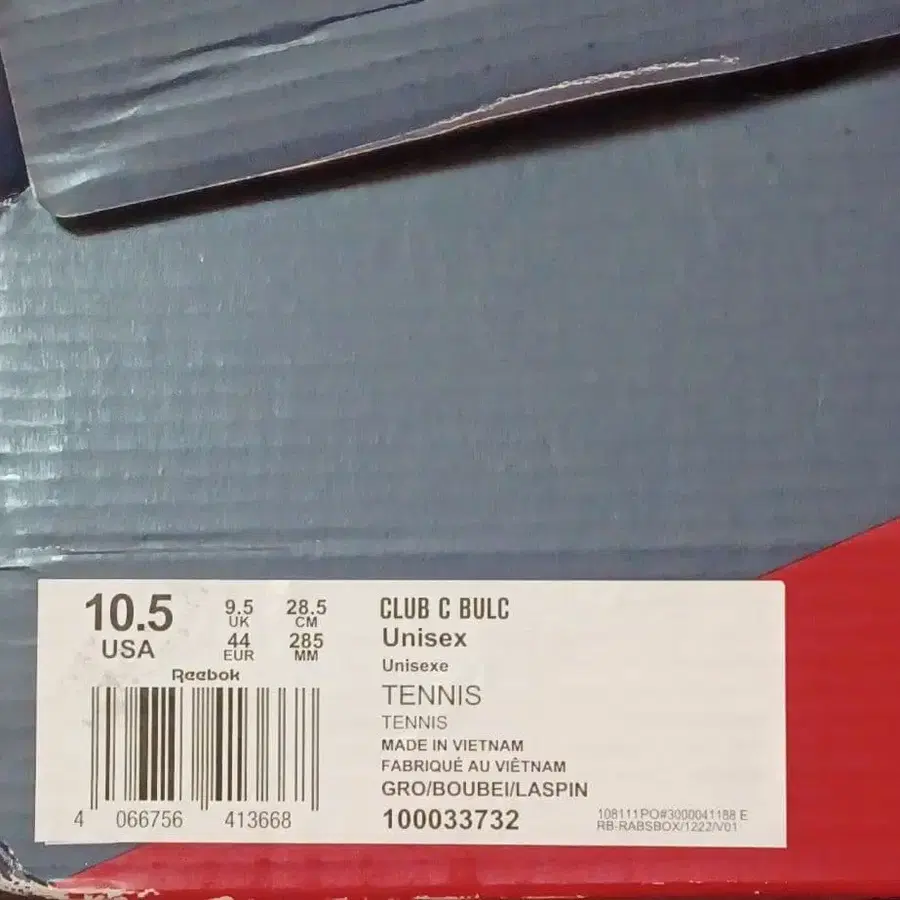 10.5
USA
9.5
UK
44
EUR
28.5
CM
285
MM
Reebok
4 066756 413668
CLUB C BULC
Unisex
Unisexe
TENNIS
TENNIS
MADE IN VIETNAM
FABRIQUÉ AU VIÊTNAM
GRO/BOUBEI/LASPIN
100033732
108111PO#3000041188 E
RB-RABSBOX/1222/V01